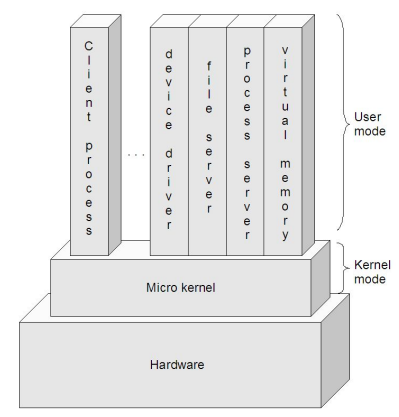 Client process
...
device driver
file server
process server
virtual memory
User
mode
Kernel
mode
Micro kernel
Hardware